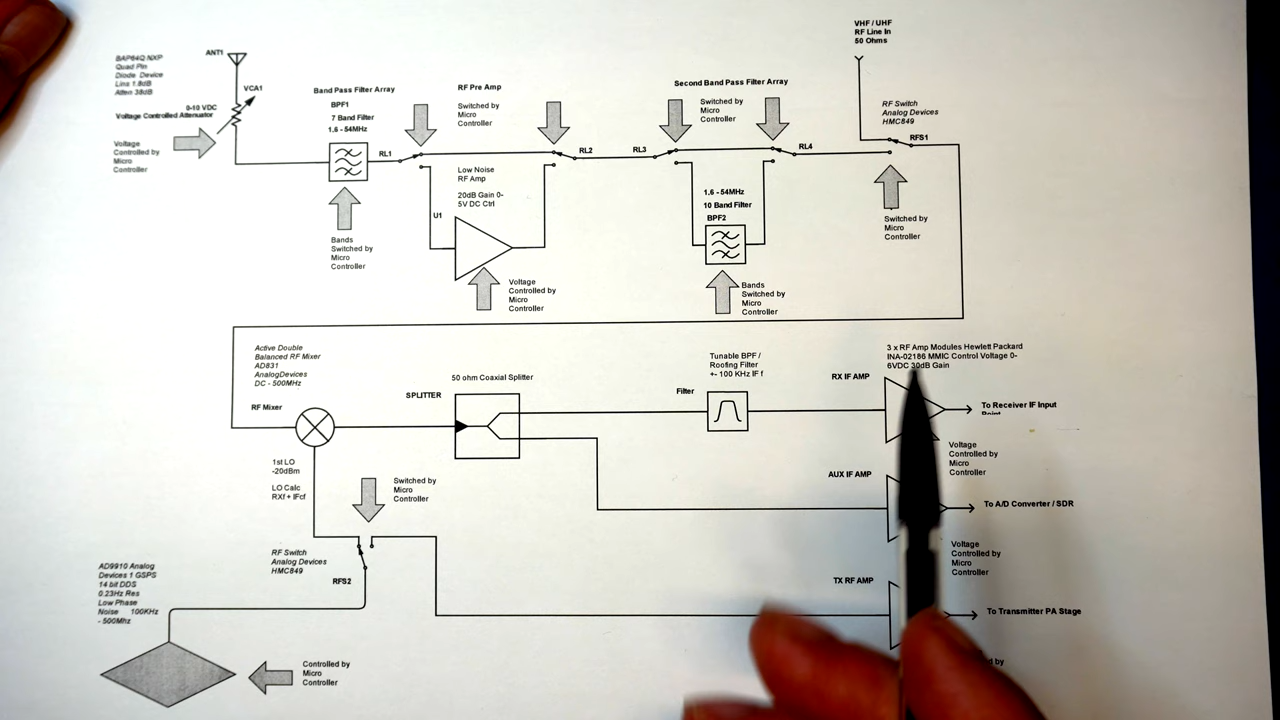 VHF / UHF
RF Line In
50 Ohms
ANT1
BAP64Q NXP
Quad Pin
Diode Device
Lins 1.8dB
Atten 38dB
VCA1
0-10 VDC
Voltage Controlled Attenuator
Voltage
Controlled by
Micro
Controller
Band Pass Filter Array
BPF1
7 Band Filter
1.6 - 54MHz
RF Pre Amp
Switched by
Micro
Controller
Second Band Pass Filter Array
Switched by
Micro
Controller
RF Switch
Analog Devices
HMC849
RFS1
RL1
RL2
RL3
RL4
Low Noise
RF Amp
20dB Gain 0-
5V DC Ctrl
U1
1.6 - 54MHz
10 Band Filter
BPF2
Switched by
Micro
Controller
Bands
Switched by
Micro
Controller
Voltage
Controlled by
Micro
Controller
Bands
Switched by
Micro
Controller
Active Double
Balanced RF Mixer
AD831
AnalogDevices
DC - 500MHz
RF Mixer
50 ohm Coaxial Splitter
SPLITTER
Tunable BPF /
Roofing Filter
+- 100 KHz IF f
Filter
3 x RF Amp Modules Hewlett Packard
INA-02186 MMIC Control Voltage 0-
6VDC 30dB Gain
RX IF AMP
To Receiver IF Input
Point
Voltage
Controlled by
Micro
Controller
1st LO
-20dBm
LO Calc
RXf + IFcf
Switched by
Micro
Controller
AUX IF AMP
To A/D Converter / SDR
Voltage
Controlled by
Micro
Controller
RF Switch
Analog Devices
HMC849
RFS2
AD9910 Analog
Devices 1 GSPS
14 bit DDS
0.23Hz Res
Low Phase
Noise 100KHz
- 500Mhz
TX RF AMP
To Transmitter PA Stage
Controlled by
Micro
Controller
by